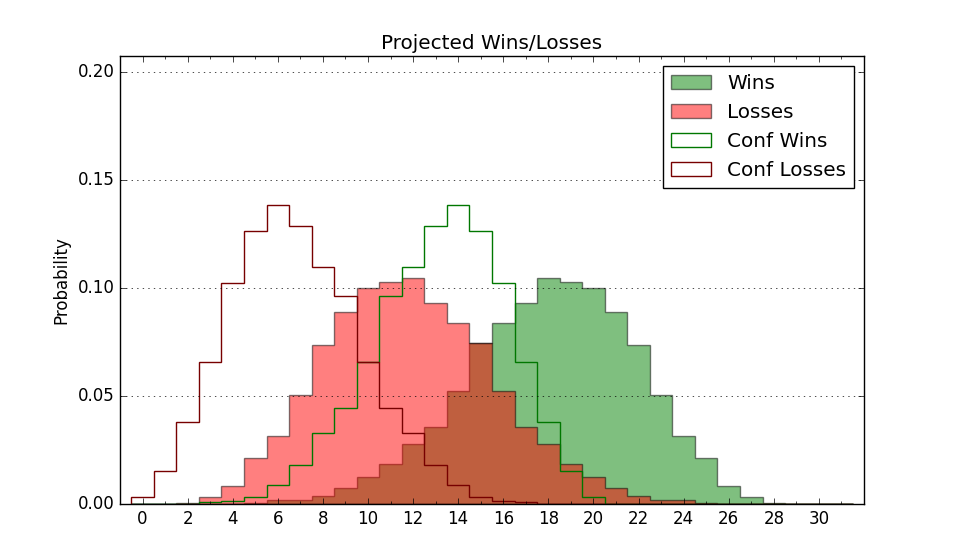 Projected Wins/Losses
0.20
0.15
0.10
0.05
0.00
Probability
Wins
Losses
Conf Wins
Conf Losses
0 2 4 6 8 10 12 14 16 18 20 22 24 26 28 30